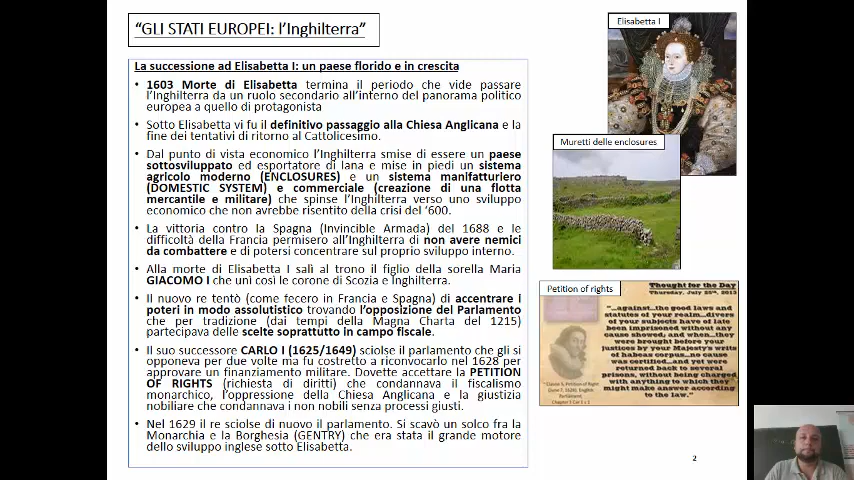 “GLI STATI EUROPEI: l’Inghilterra”
La successione ad Elisabetta I: un paese florido e in crescita
• 1603 Morte di Elisabetta termina il periodo che vide passare
l’Inghilterra da un ruolo secondario all’interno del panorama politico
europea a quello di protagonista
• Sotto Elisabetta vi fu il definitivo passaggio alla Chiesa Anglicana e la
fine dei tentativi di ritorno al Cattolicesimo.
• Dal punto di vista economico l’Inghilterra smise di essere un paese
sottosviluppato ed esportatore di lana e mise in piedi un sistema
agricolo moderno (ENCLOSURES) e un sistema manifatturiero
(DOMESTIC SYSTEM) e commerciale (creazione di una flotta
mercantile e militare) che spinse l’Inghilterra verso uno sviluppo
economico che non avrebbe risentito della crisi del ‘600.
• La vittoria contro la Spagna (Invincible Armada) del 1688 e le
difficoltà della Francia permisero all’Inghilterra di non avere nemici
da combattere e di potersi concentrare sul proprio sviluppo interno.
• Alla morte di Elisabetta I salì al trono il figlio della sorella Maria
GIACOMO I che unì così le corone di Scozia e Inghilterra.
• Il nuovo re tentò (come fecero in Francia e Spagna) di accentrare i
poteri in modo assolutistico trovando l’opposizione del Parlamento
che per tradizione (dai tempi della Magna Charta del 1215)
partecipava delle scelte soprattutto in campo fiscale.
• Il suo successore CARLO I (1625/1649) sciolse il parlamento che gli si
opponeva per due volte ma fu costretto a riconvocarlo nel 1628 per
approvare un finanziamento militare. Dovette accettare la PETITION
OF RIGHTS (richiesta di diritti) che condannava il fiscalismo
monarchico, l’oppressione della Chiesa Anglicana e la giustizia
nobiliare che condannava i non nobili senza processi giusti.
• Nel 1629 il re sciolse di nuovo il parlamento. Si scavò un solco fra la
Monarchia e la Borghesia (GENTRY) che era stata il grande motore
dello sviluppo inglese sotto Elisabetta.
Elisabetta I
Muretti delle enclosures
Petition of rights
Thought for the Day
Thursday, July 25th, 2013
"...against...the good laws and
statutes of your realm...divers
of your subjects have of late
been imprisoned without any
cause showed, and when...they
were brought before your
justices by your Majesty's writs
of habeas corpus...no cause
was certified...and yet were
returned back to several
prisons, without being charged
with anything to which they
might make answer according
to the law."
Clause 5, Petition of Right
(June 7, 1628), English
Parliament,
2